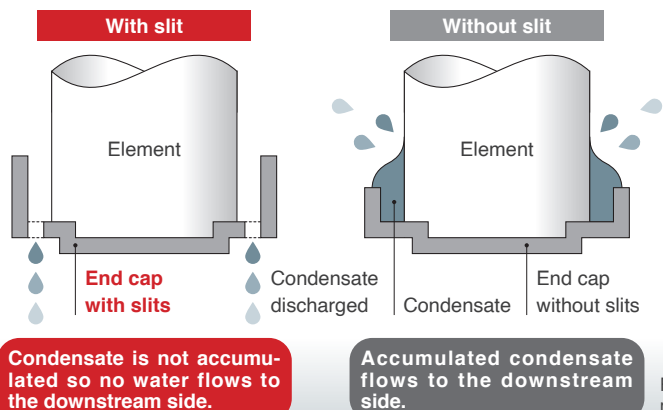 With slit
Element
End cap
with slits
Condensate
discharged
Condensate is not accumu-
lated so no water flows to
the downstream side.
Without slit
Element
Condensate
End cap
without slits
Accumulated condensate
flows to the downstream
side.